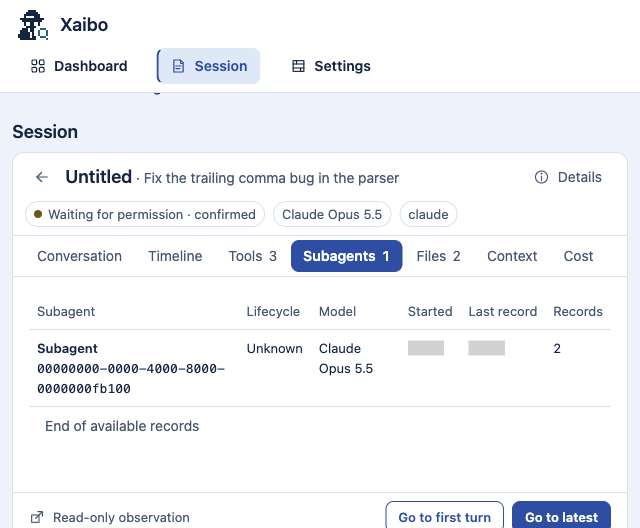 Xaibo
Dashboard Session Settings
Session
Untitled · Fix the trailing comma bug in the parser Details
Waiting for permission · confirmed Claude Opus 5.5 claude
Conversation Timeline Tools 3 Subagents 1 Files 2 Context Cost
Subagent Lifecycle Model Started Last record Records
Subagent Unknown Claude 2
00000000-0000-4000-8000- Opus 5.5
0000000fb100
End of available records
Read-only observation Go to first turn Go to latest